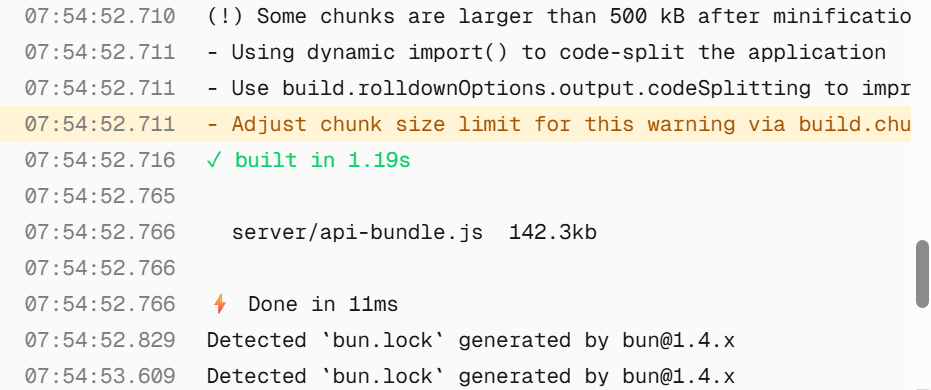 07:54:52.710 (!) Some chunks are larger than 500 kB after minificatio
07:54:52.711 - Using dynamic import() to code-split the application
07:54:52.711 - Use build.rolldownOptions.output.codeSplitting to impr
07:54:52.711 - Adjust chunk size limit for this warning via build.chu
07:54:52.716 ✓ built in 1.19s
07:54:52.765
07:54:52.766 server/api-bundle.js 142.3kb
07:54:52.766
07:54:52.766 ⚡ Done in 11ms
07:54:52.829 Detected `bun.lock` generated by bun@1.4.x
07:54:53.609 Detected `bun.lock` generated by bun@1.4.x